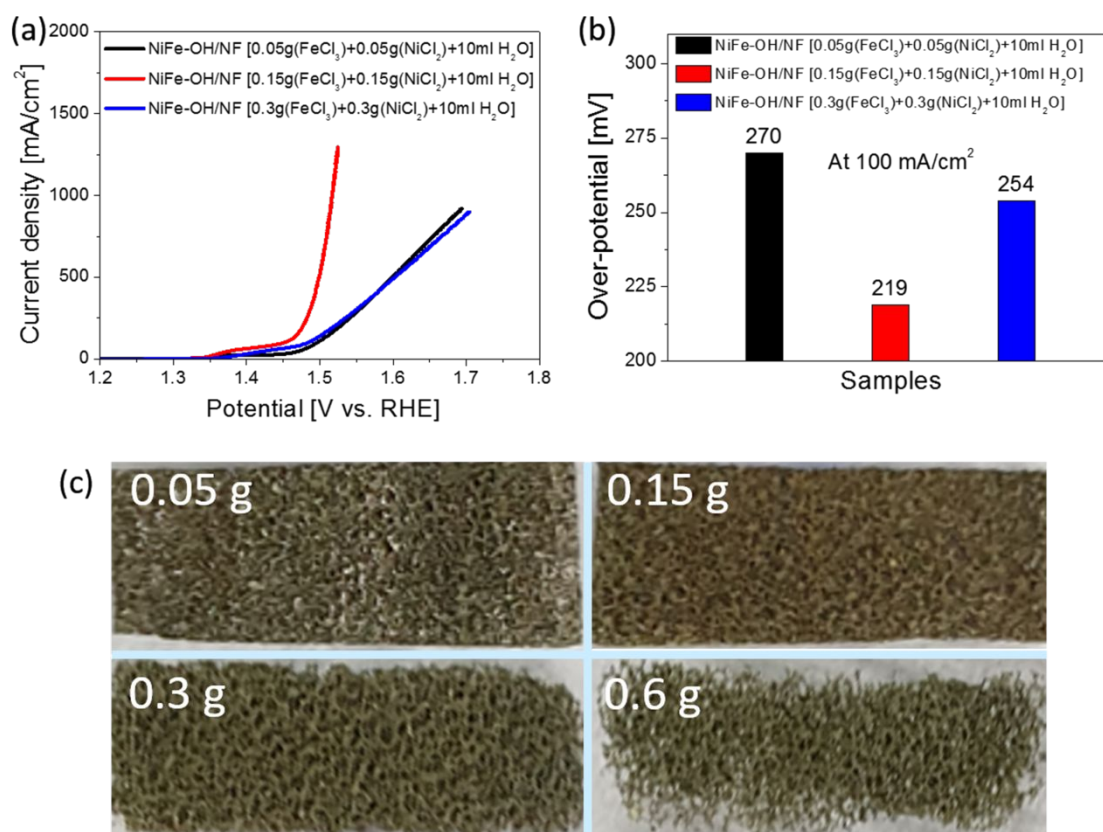 (a)
2000
1500
1000
500
0
Current density [mA/cm²]
NiFe-OH/NF [0.05g(FeCl₃)+0.05g(NiCl₂)+10ml H₂O]
NiFe-OH/NF [0.15g(FeCl₃)+0.15g(NiCl₂)+10ml H₂O]
NiFe-OH/NF [0.3g(FeCl₃)+0.3g(NiCl₂)+10ml H₂O]
1.2 1.3 1.4 1.5 1.6 1.7 1.8
Potential [V vs. RHE]
(b)
300
275
250
225
200
Over-potential [mV]
NiFe-OH/NF [0.05g(FeCl₃)+0.05g(NiCl₂)+10ml H₂O]
NiFe-OH/NF [0.15g(FeCl₃)+0.15g(NiCl₂)+10ml H₂O]
NiFe-OH/NF [0.3g(FeCl₃)+0.3g(NiCl₂)+10ml H₂O]
270
At 100 mA/cm²
254
219
Samples
(c)
0.05 g
0.15 g
0.3 g
0.6 g